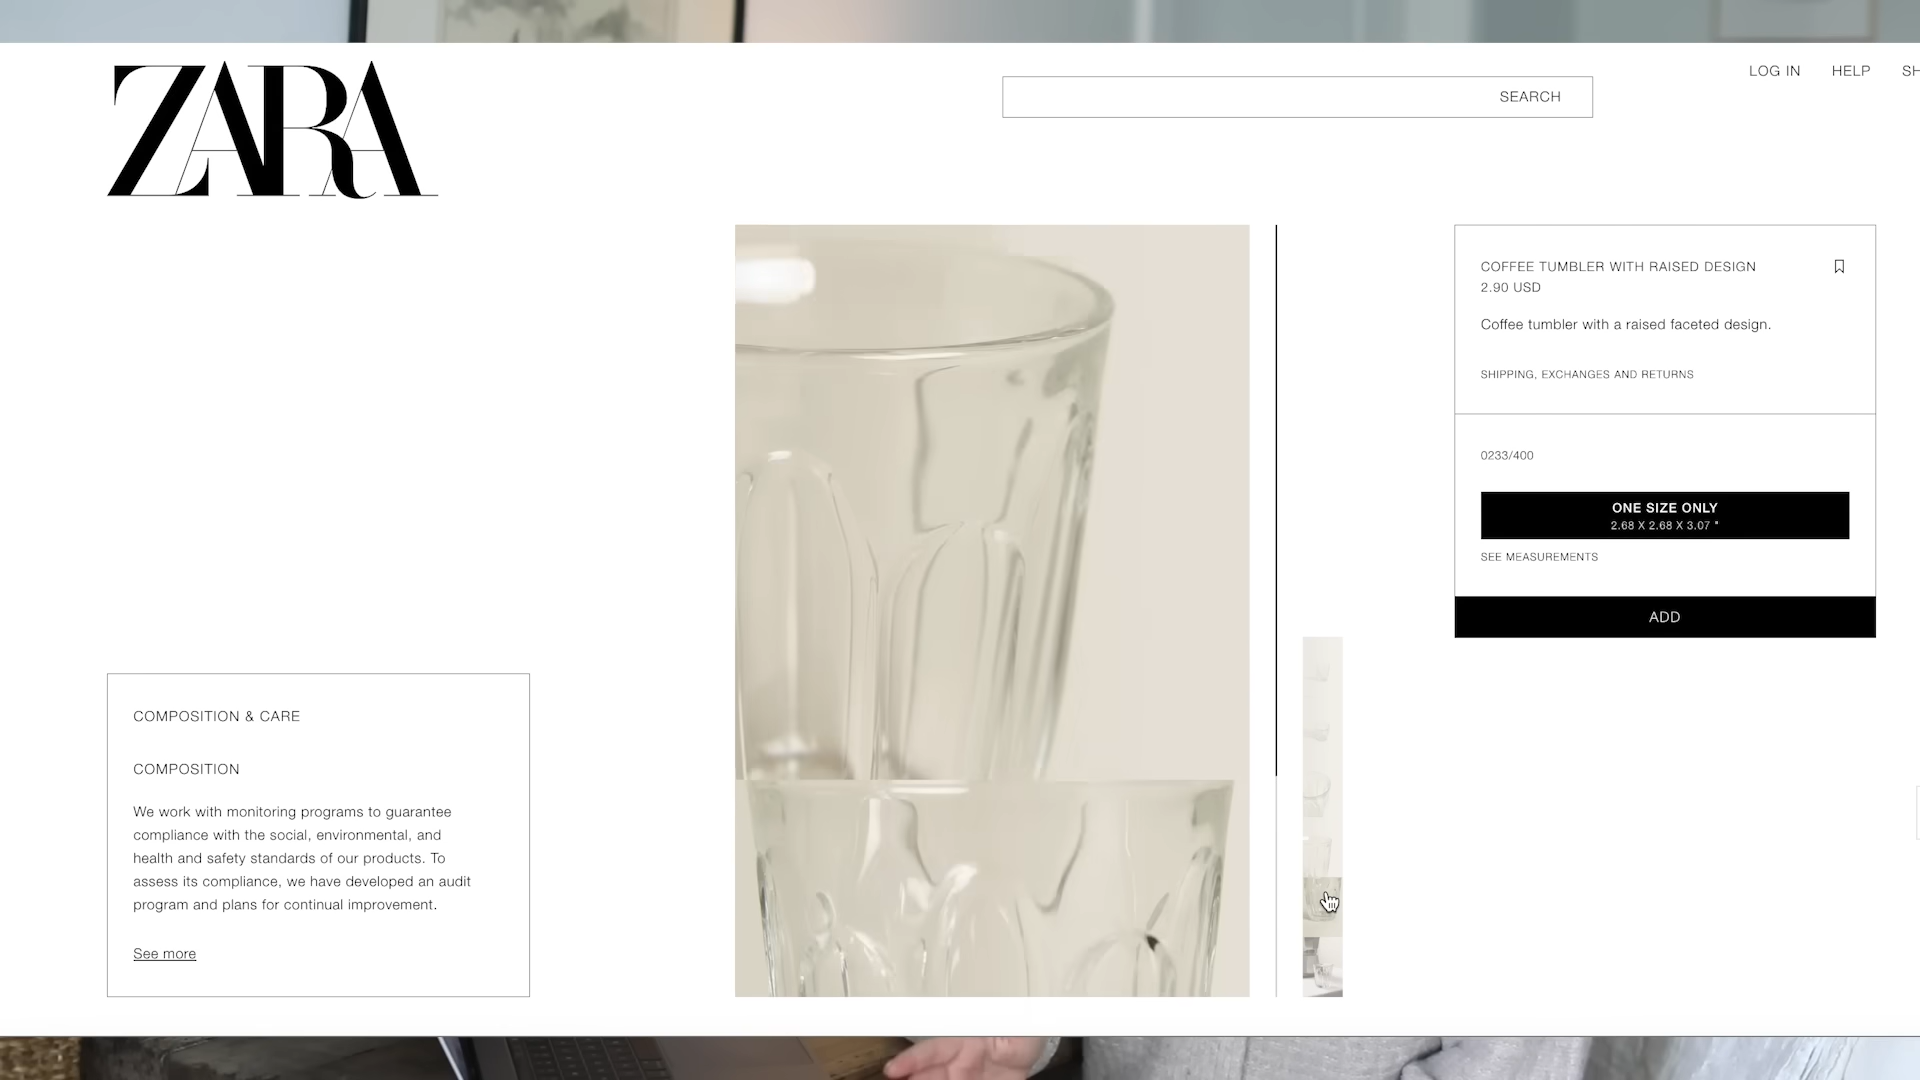 ZARA
SEARCH
LOG IN
HELP
COFFEE TUMBLER WITH RAISED DESIGN
2.90 USD
Coffee tumbler with a raised faceted design.
SHIPPING, EXCHANGES AND RETURNS
0233/400
ONE SIZE ONLY
2.68 X 2.68 X 3.07 "
SEE MEASUREMENTS
ADD
COMPOSITION & CARE
COMPOSITION
We work with monitoring programs to guarantee
compliance with the social, environmental, and
health and safety standards of our products. To
assess its compliance, we have developed an audit
program and plans for continual improvement.
See more